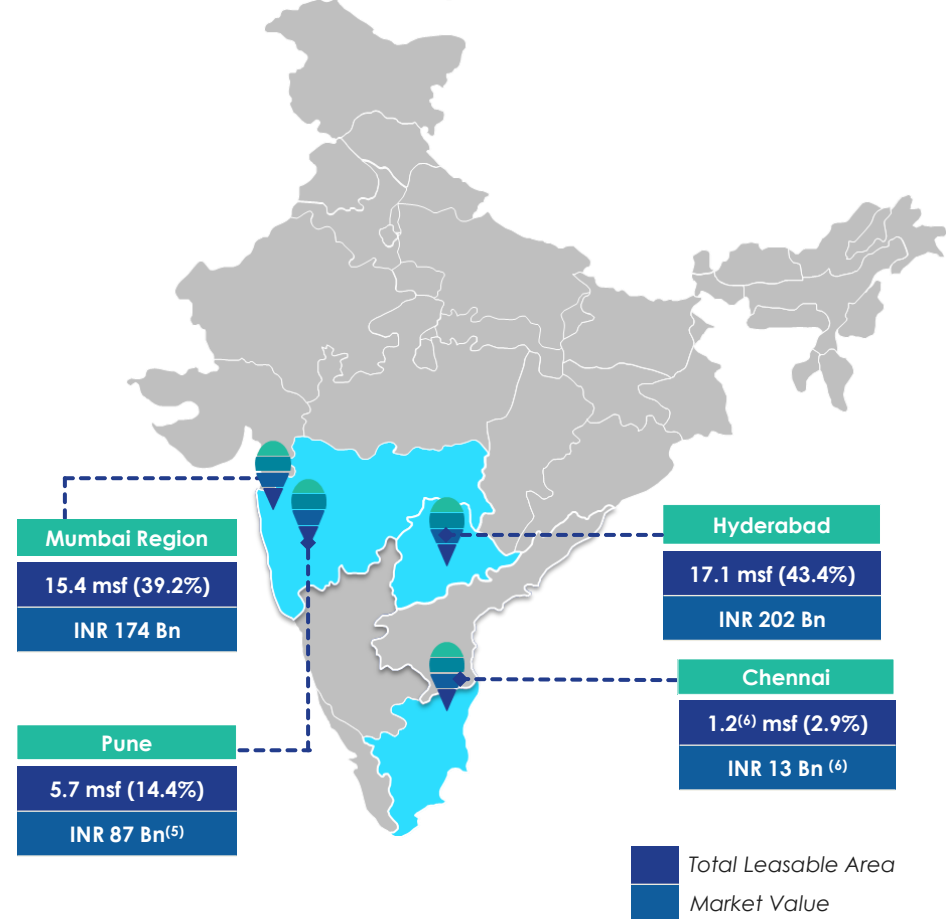 Mumbai Region
15.4 msf (39.2%)
INR 174 Bn
Hyderabad
17.1 msf (43.4%)
INR 202 Bn
Chennai
1.2⁽⁶⁾ msf (2.9%)
INR 13 Bn ⁽⁶⁾
Pune
5.7 msf (14.4%)
INR 87 Bn⁽⁵⁾
Total Leasable Area
Market Value